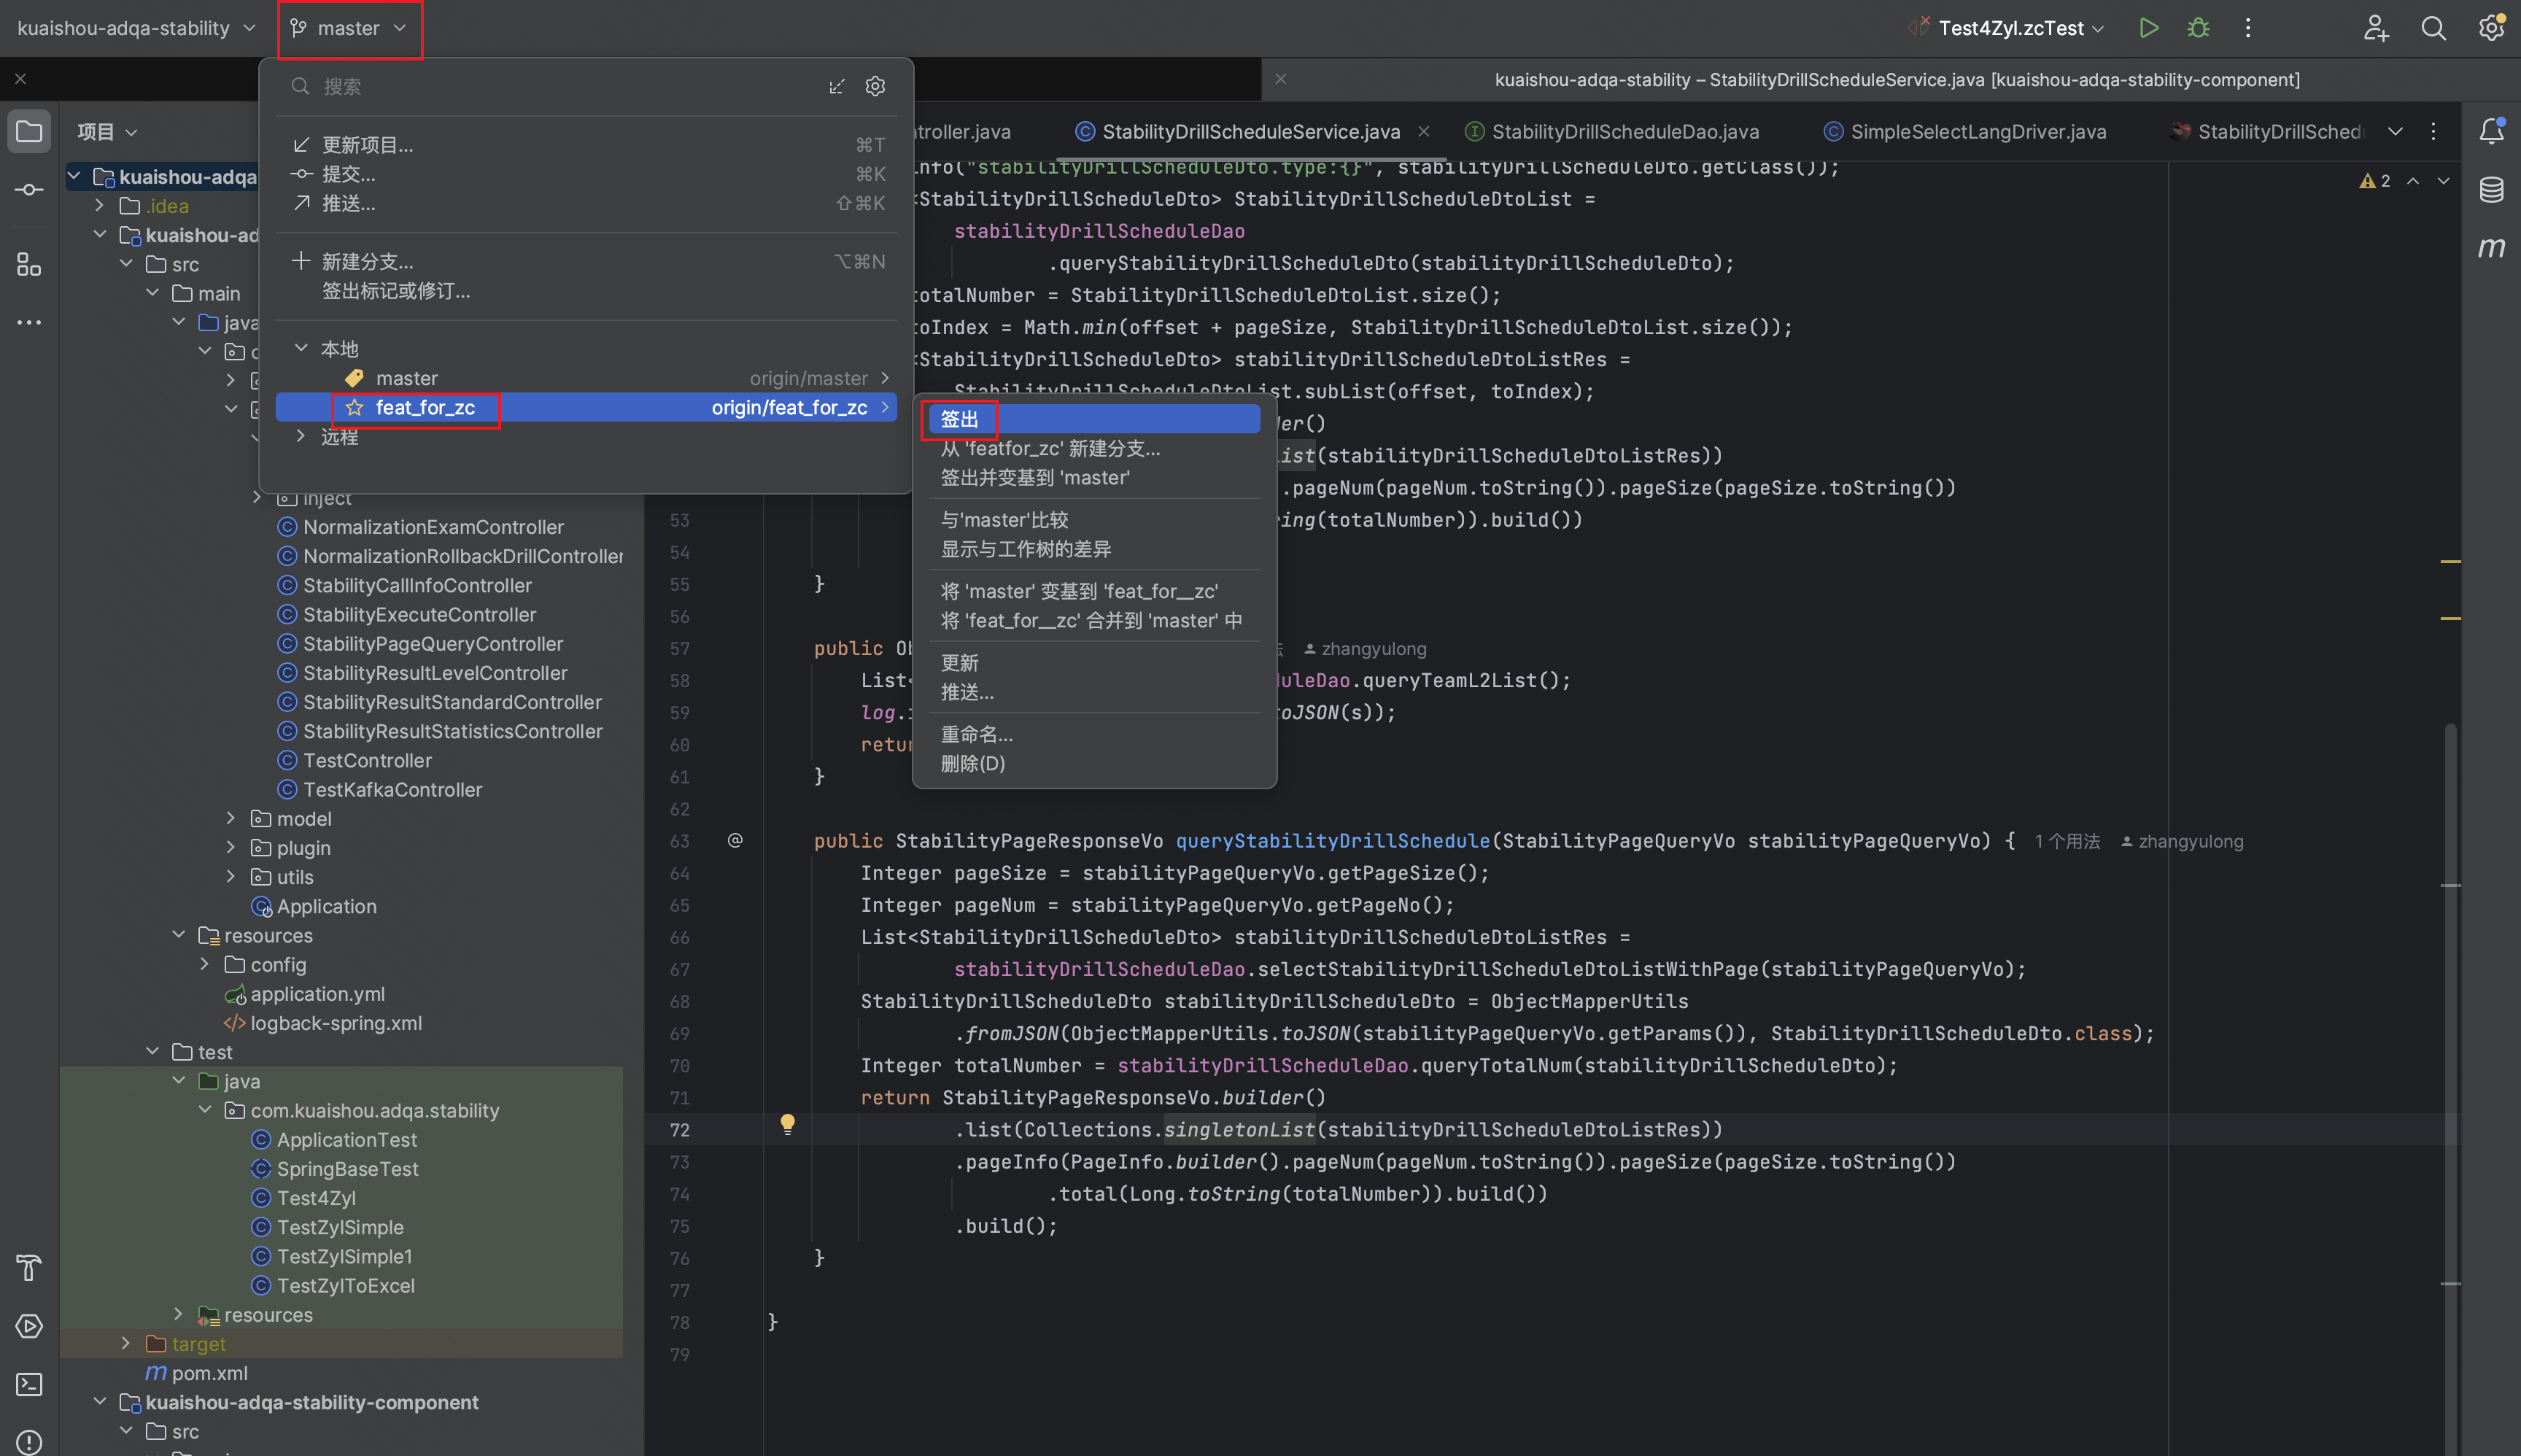 kuaishou-adqa-stability
master
Test4Zyl.zcTest
kuaishou-adqa-stability – StabilityDrillScheduleService.java [kuaishou-adqa-stability-component]
搜索
更新项目... ⌘T
提交... ⌘K
推送... ⇧⌘K
新建分支... ⌥⌘N
签出标记或修订...
本地
master origin/master
feat_for_zc origin/feat_for_zc
远程
签出
从 'featfor_zc' 新建分支...
签出并变基到 'master'
与'master'比较
显示与工作树的差异
将 'master' 变基到 'feat_for__zc'
将 'feat_for__zc' 合并到 'master' 中
更新
推送...
重命名...
删除(D)
项目
kuaishou-adqa
.idea
kuaishou-ad
src
main
java
inject
NormalizationExamController
NormalizationRollbackDrillController
StabilityCallInfoController
StabilityExecuteController
StabilityPageQueryController
StabilityResultLevelController
StabilityResultStandardController
StabilityResultStatisticsController
TestController
TestKafkaController
model
plugin
utils
Application
resources
config
application.yml
logback-spring.xml
test
java
com.kuaishou.adqa.stability
ApplicationTest
SpringBaseTest
Test4Zyl
TestZylSimple
TestZylSimple1
TestZylToExcel
resources
target
pom.xml
kuaishou-adqa-stability-component
src
troller.java
StabilityDrillScheduleService.java
StabilityDrillScheduleDao.java
SimpleSelectLangDriver.java
StabilityDrillSched
2
nfo("stabilityDrillScheduleDto.type:{}", stabilityDrillScheduleDto.getClass());
<StabilityDrillScheduleDto> StabilityDrillScheduleDtoList =
stabilityDrillScheduleDao
.queryStabilityDrillScheduleDto(stabilityDrillScheduleDto);
otalNumber = StabilityDrillScheduleDtoList.size();
oIndex = Math.min(offset + pageSize, StabilityDrillScheduleDtoList.size());
<StabilityDrillScheduleDto> stabilityDrillScheduleDtoListRes =
StabilityDrillScheduleDtoList.subList(offset, toIndex);
der()
ist(stabilityDrillScheduleDtoListRes))
.pageNum(pageNum.toString()).pageSize(pageSize.toString())
53 ing(totalNumber)).build())
54
55 }
56
57 public Ob zhangyulong
58 List< uleDao.queryTeamL2List();
59 log. oJSON(s));
60 retur
61 }
62
63 public StabilityPageResponseVo queryStabilityDrillSchedule(StabilityPageQueryVo stabilityPageQueryVo) { 1 个用法 zhangyulong
64 Integer pageSize = stabilityPageQueryVo.getPageSize();
65 Integer pageNum = stabilityPageQueryVo.getPageNo();
66 List<StabilityDrillScheduleDto> stabilityDrillScheduleDtoListRes =
67 stabilityDrillScheduleDao.selectStabilityDrillScheduleDtoListWithPage(stabilityPageQueryVo);
68 StabilityDrillScheduleDto stabilityDrillScheduleDto = ObjectMapperUtils
69 .fromJSON(ObjectMapperUtils.toJSON(stabilityPageQueryVo.getParams()), StabilityDrillScheduleDto.class);
70 Integer totalNumber = stabilityDrillScheduleDao.queryTotalNum(stabilityDrillScheduleDto);
71 return StabilityPageResponseVo.builder()
72 .list(Collections.singletonList(stabilityDrillScheduleDtoListRes))
73 .pageInfo(PageInfo.builder().pageNum(pageNum.toString()).pageSize(pageSize.toString())
74 .total(Long.toString(totalNumber)).build())
75 .build();
76 }
77
78 }
79